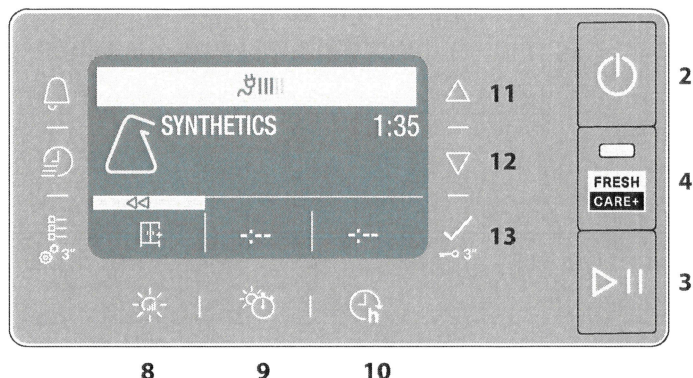 2
11
SYNTHETICS 1:35
12
FRESH
CARE+
4
-:-- -:--
3"
13
3"
3
h
8 9 10